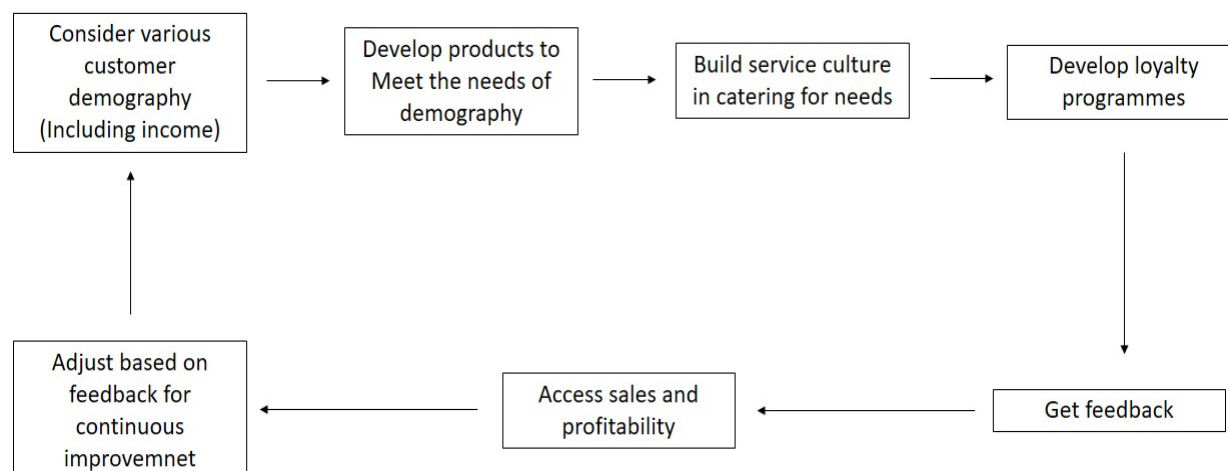 Consider various
customer
demography
(Including income)
Develop products to
Meet the needs of
demography
Build service culture
in catering for needs
Develop loyalty
programmes
Get feedback
Access sales and
profitability
Adjust based on
feedback for
continuous
improvemnet